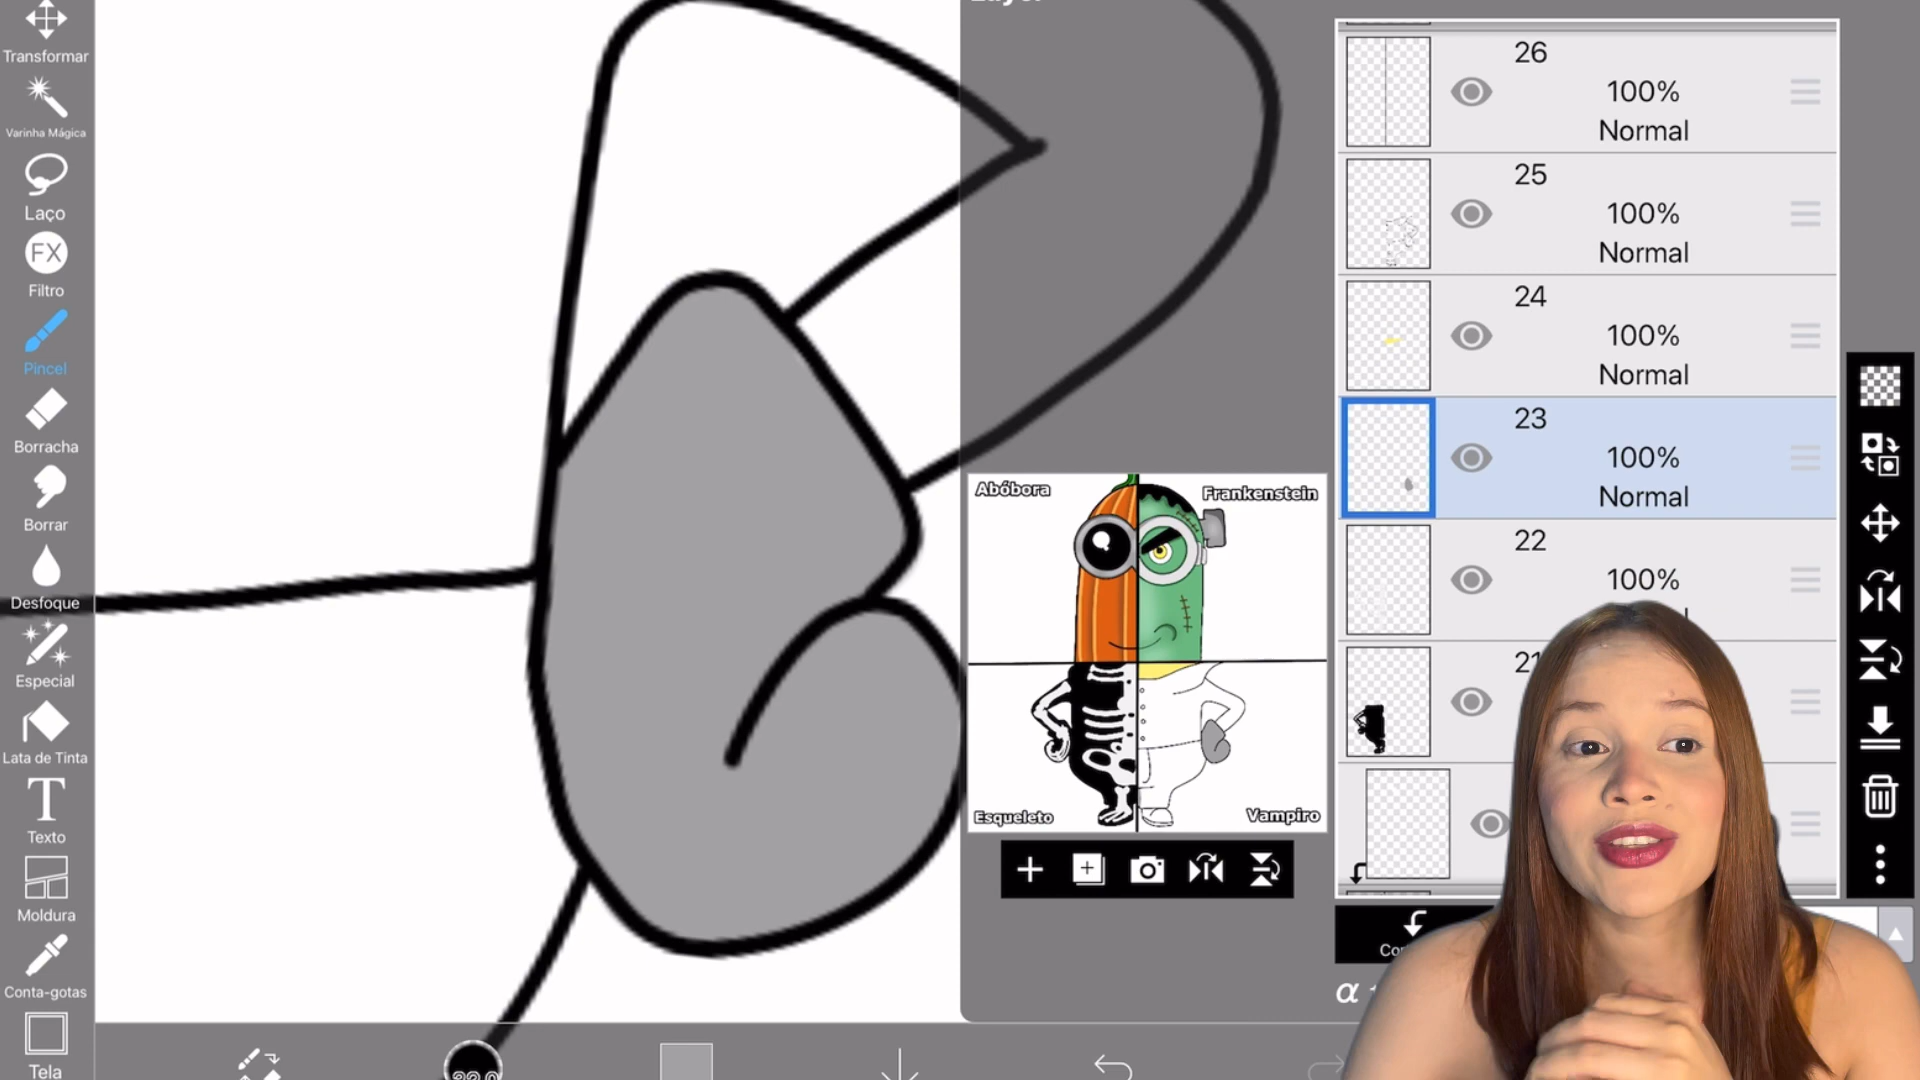 Transformar
Varinha Mágica
Laço
FX
Filtro
Pincel
Borracha
Borrar
Desfoque
Especial
Lata de Tinta
T
Texto
Moldura
Conta-gotas
Tela
Layer
26
100%
Normal
25
100%
Normal
24
100%
Normal
23
100%
Normal
22
100%
21
Abóbora
Frankenstein
Esqueleto
Vampiro
α